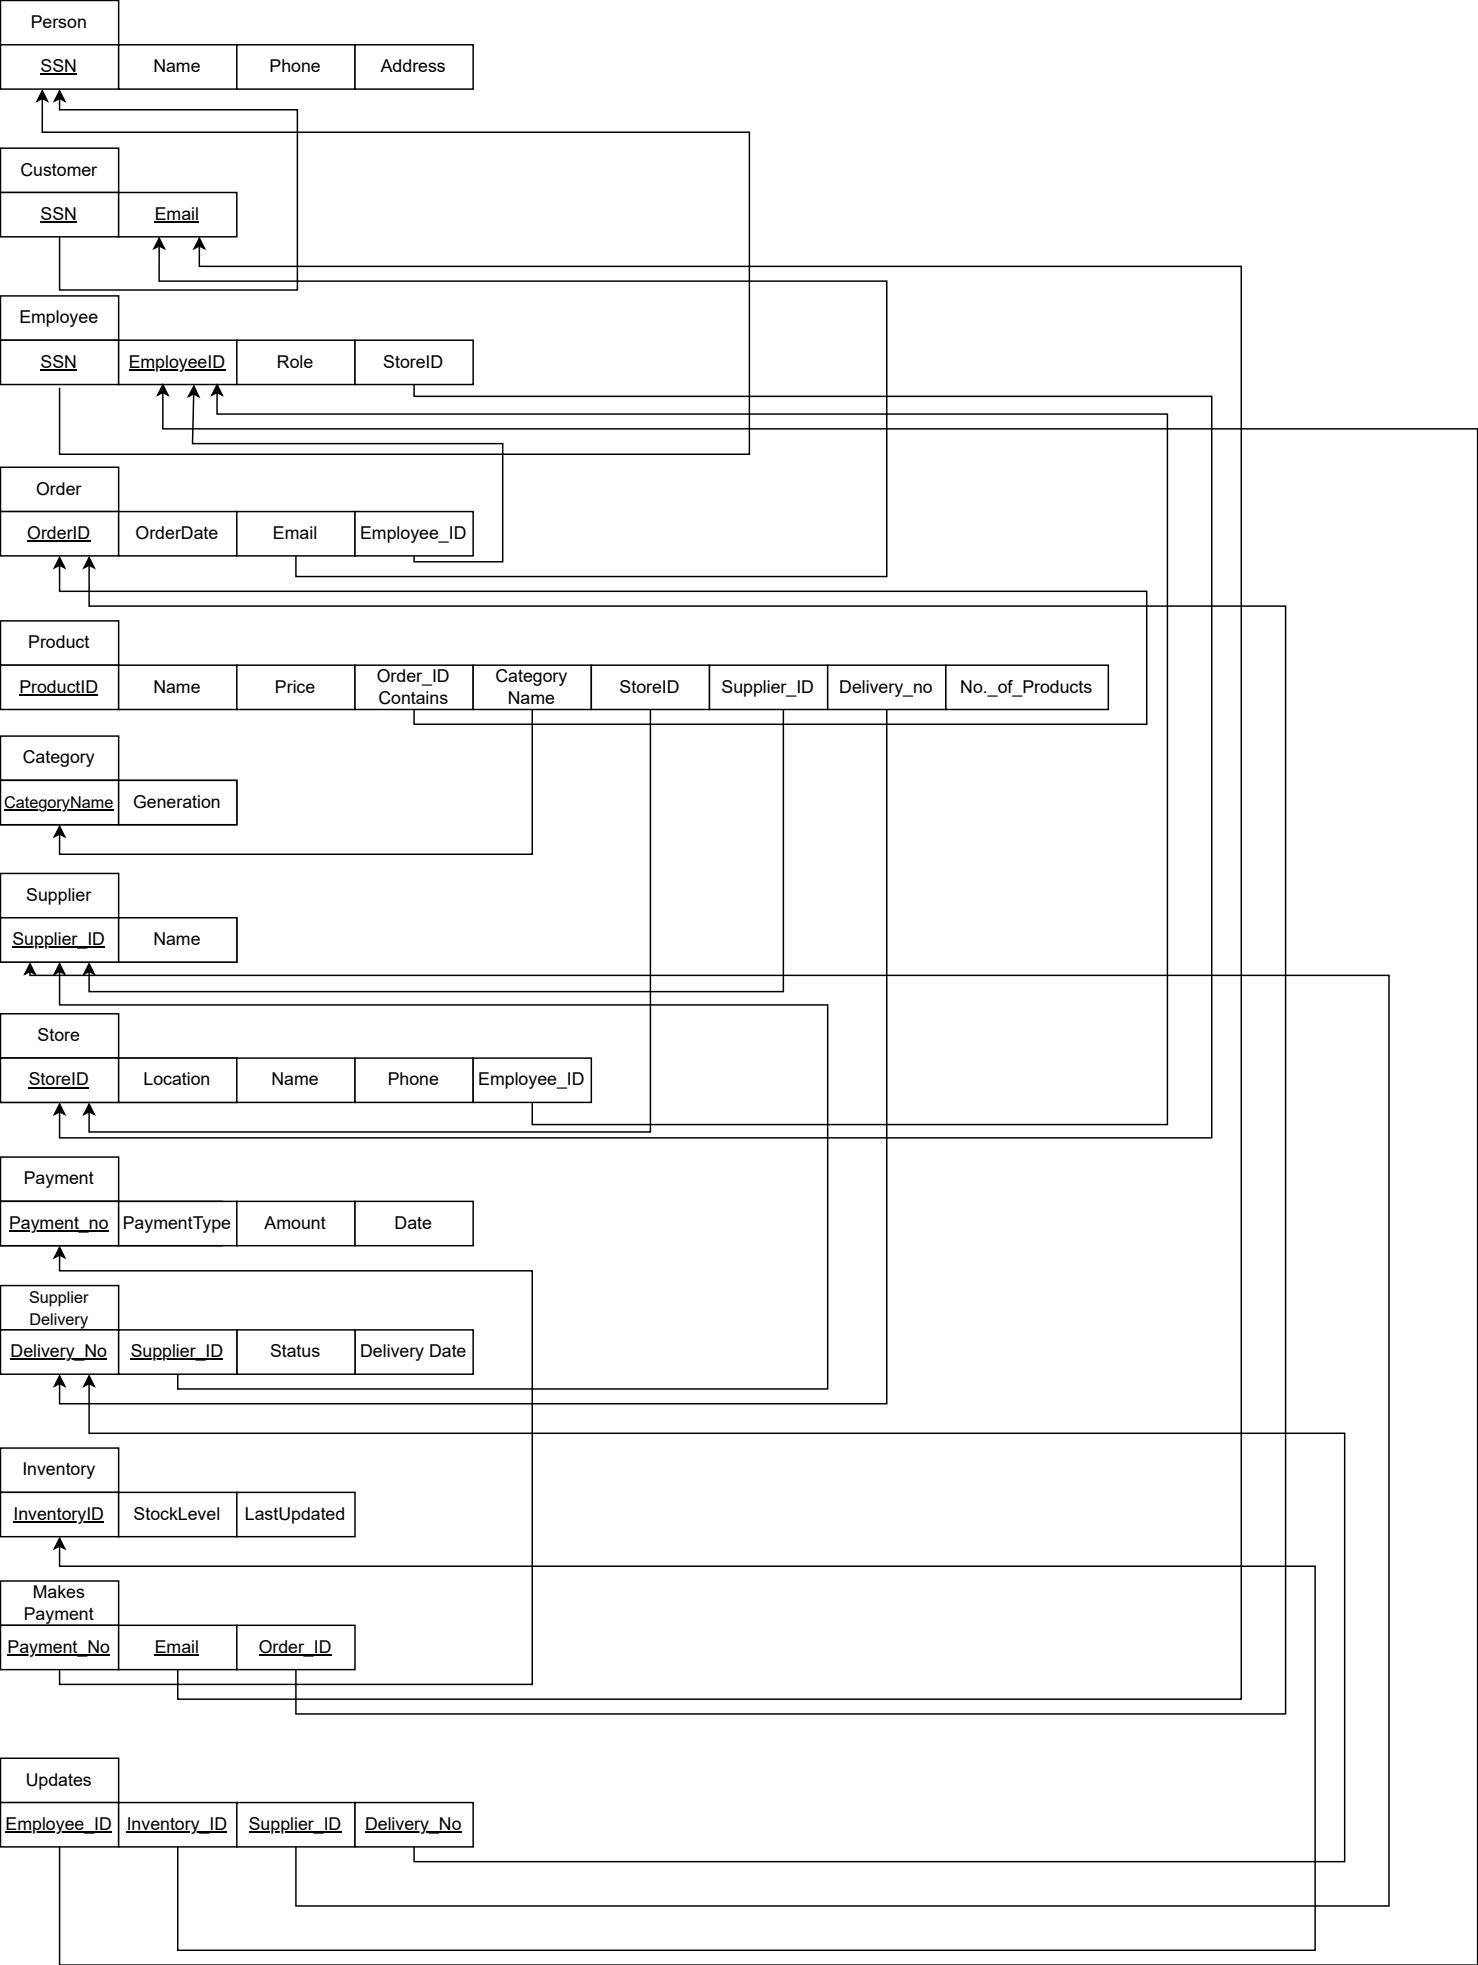 Person
SSN Name Phone Address
Customer
SSN Email
Employee
SSN EmployeeID Role StoreID
Order
OrderID OrderDate Email Employee_ID
Product
ProductID Name Price Order_ID Contains Category Name StoreID Supplier_ID Delivery_no No._of_Products
Category
CategoryName Generation
Supplier
Supplier_ID Name
Store
StoreID Location Name Phone Employee_ID
Payment
Payment_no PaymentType Amount Date
Supplier
Delivery
Delivery_No Supplier_ID Status Delivery Date
Inventory
InventoryID StockLevel LastUpdated
Makes
Payment
Payment_No Email Order_ID
Updates
Employee_ID Inventory_ID Supplier_ID Delivery_No